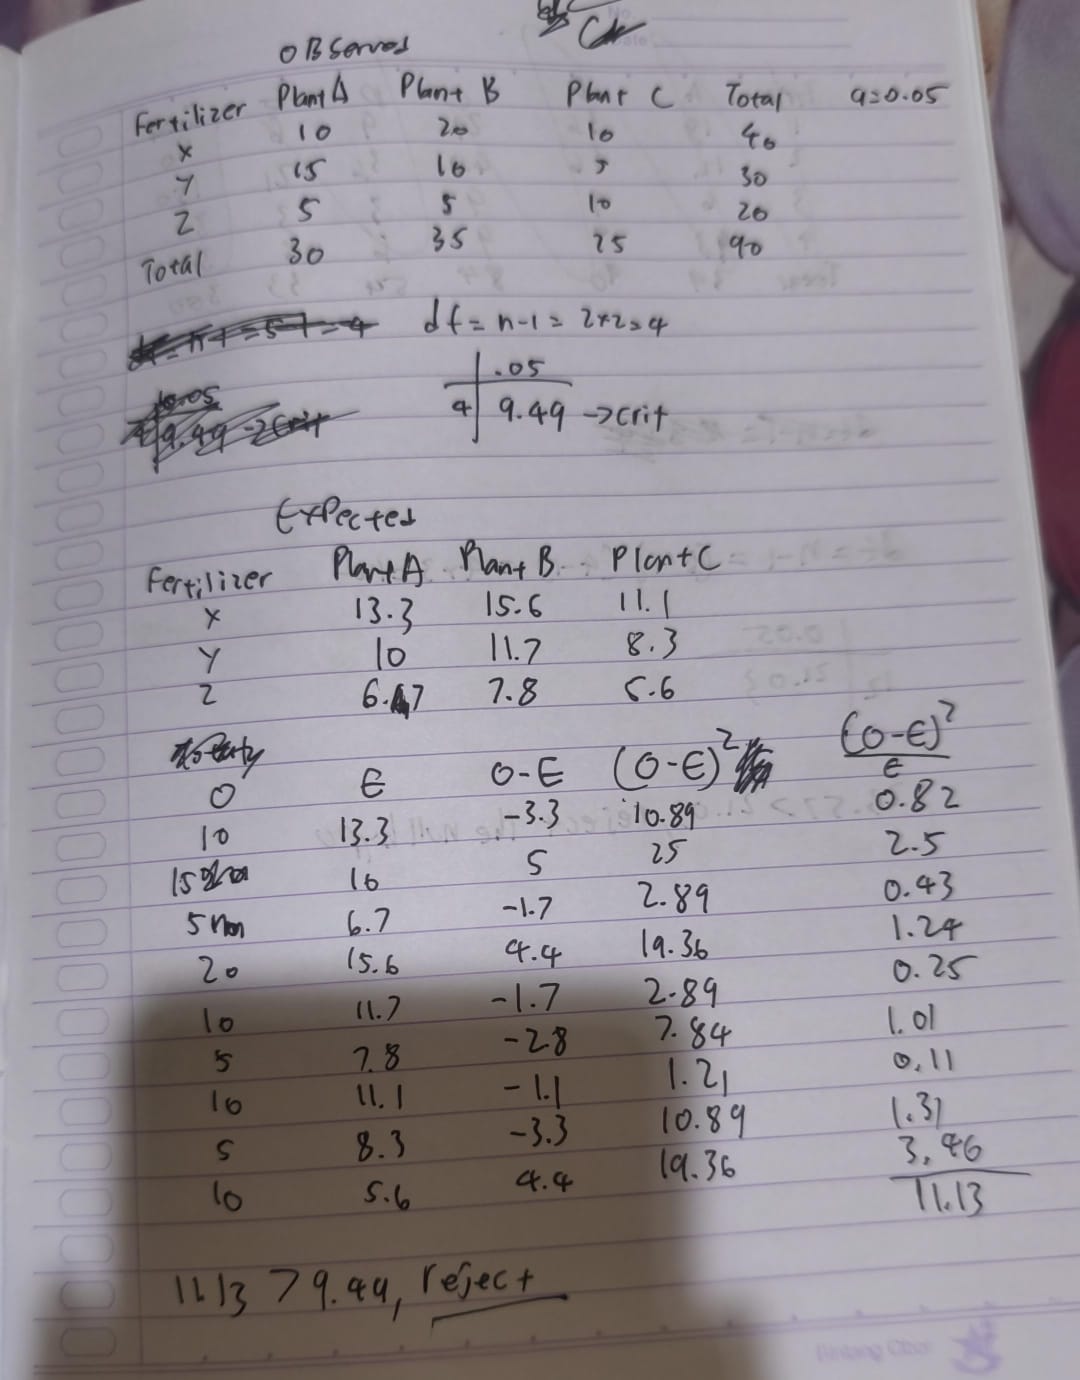 OBserved
Fertilizer Plant A Plant B Plant C Total a=0.05
X 10 20 10 40
Y 15 10 5 30
Z 5 5 10 20
Total 30 35 25 90
df = n-1 = 2x2=4
.05
4 9.49 -> crit
Expected
Fertilizer Plant A Plant B Plant C
X 13.3 15.6 11.1
Y 10 11.7 8.3
Z 6.7 7.8 5.6
O E O-E (O-E)² (O-E)²/E
10 13.3 -3.3 10.89 0.82
15 10 5 25 2.5
5 6.7 -1.7 2.89 0.43
20 15.6 4.4 19.36 1.24
10 11.7 -1.7 2.89 0.25
5 7.8 -2.8 7.84 1.01
10 11.1 -1.1 1.21 0.11
5 8.3 -3.3 10.89 1.31
10 5.6 4.4 19.36 3.46
11.13
11.13 > 9.49, reject